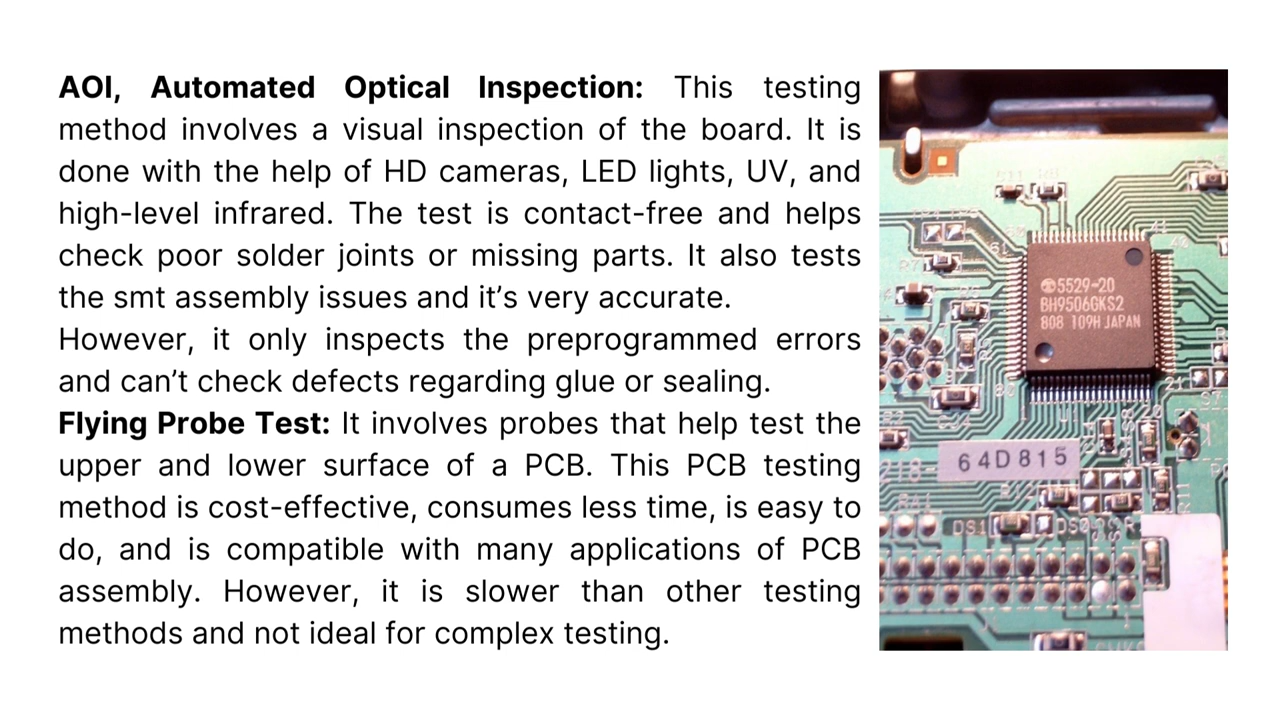 AOI, Automated Optical Inspection: This testing
method involves a visual inspection of the board. It is
done with the help of HD cameras, LED lights, UV, and
high-level infrared. The test is contact-free and helps
check poor solder joints or missing parts. It also tests
the smt assembly issues and it’s very accurate.
However, it only inspects the preprogrammed errors
and can’t check defects regarding glue or sealing.
Flying Probe Test: It involves probes that help test the
upper and lower surface of a PCB. This PCB testing
method is cost-effective, consumes less time, is easy to
do, and is compatible with many applications of PCB
assembly. However, it is slower than other testing
methods and not ideal for complex testing.
61
41
40
5529-20
BH9506GKS2
808 109H JAPAN
80
21
64D815
DS1